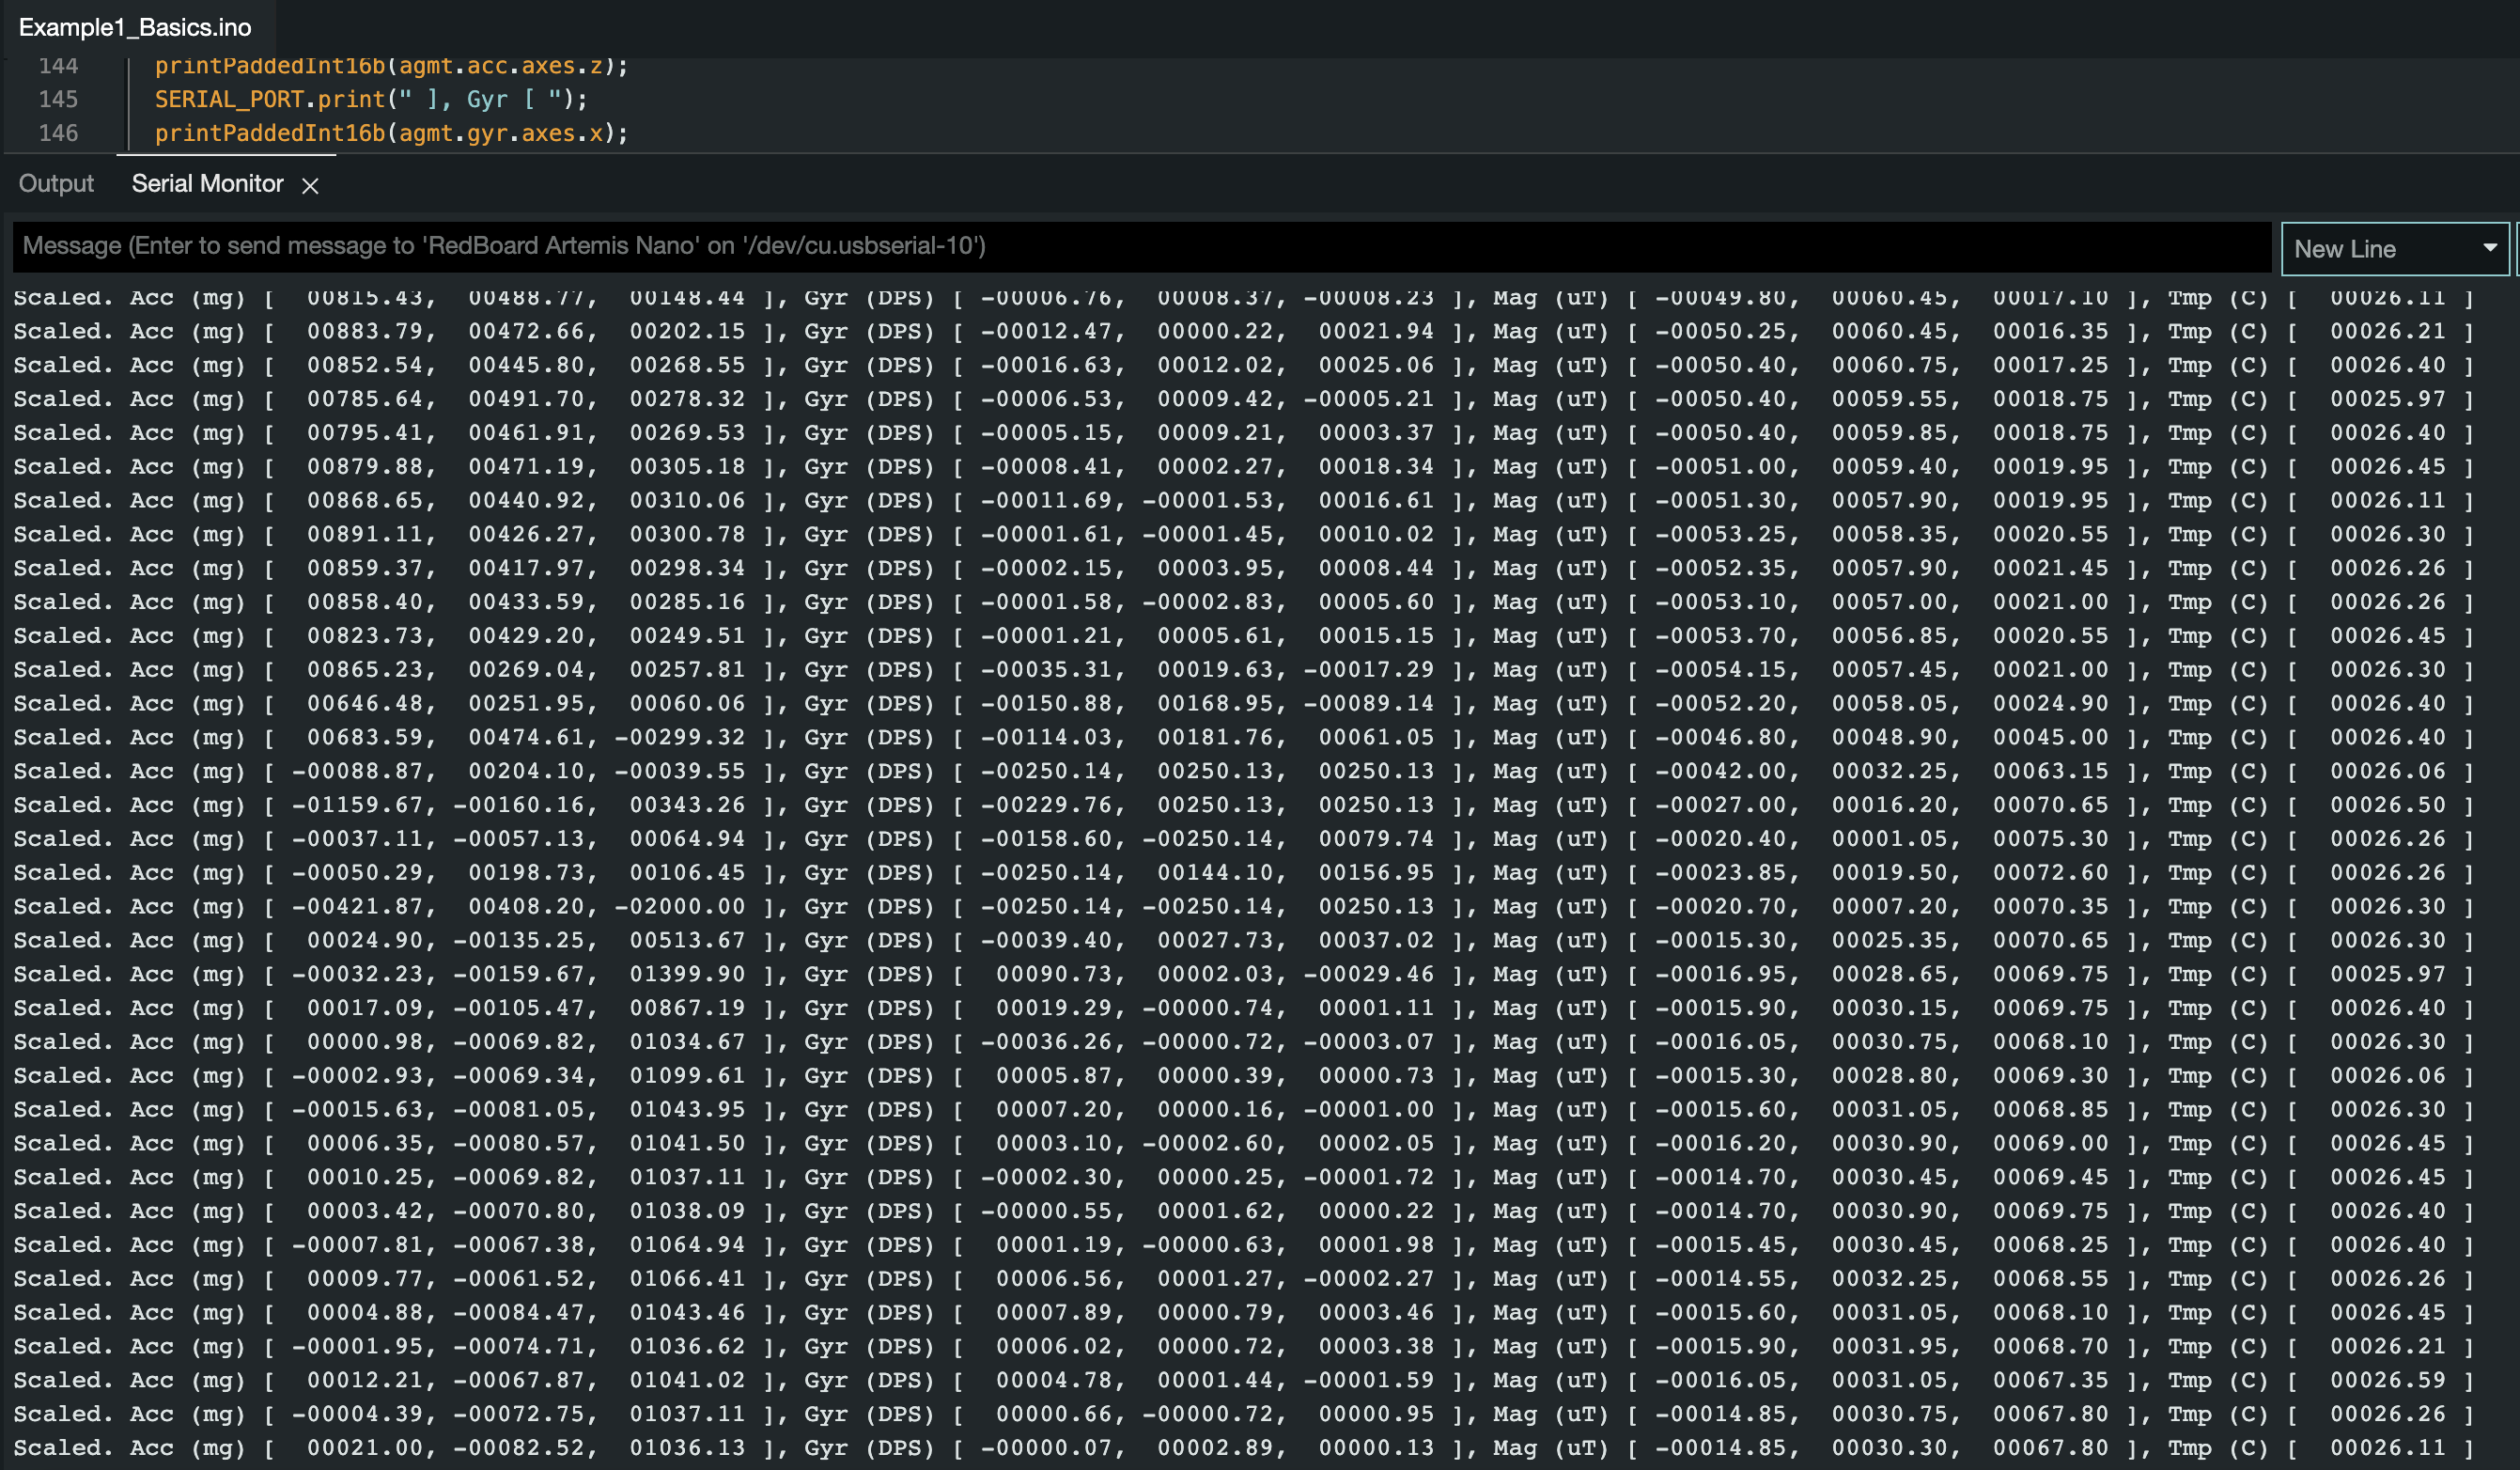 Example1_Basics.ino
144 printPaddedInt16b(agmt.acc.axes.z);
145 SERIAL_PORT.print(" ], Gyr [ ");
146 printPaddedInt16b(agmt.gyr.axes.x);
Output Serial Monitor
Message (Enter to send message to 'RedBoard Artemis Nano' on '/dev/cu.usbserial-10') New Line
Scaled. Acc (mg) [ 00815.43, 00488.77, 00148.44 ], Gyr (DPS) [ -00006.76, 00008.37, -00008.23 ], Mag (uT) [ -00049.80, 00060.45, 00017.10 ], Tmp (C) [ 00026.11 ]
Scaled. Acc (mg) [ 00883.79, 00472.66, 00202.15 ], Gyr (DPS) [ -00012.47, 00000.22, 00021.94 ], Mag (uT) [ -00050.25, 00060.45, 00016.35 ], Tmp (C) [ 00026.21 ]
Scaled. Acc (mg) [ 00852.54, 00445.80, 00268.55 ], Gyr (DPS) [ -00016.63, 00012.02, 00025.06 ], Mag (uT) [ -00050.40, 00060.75, 00017.25 ], Tmp (C) [ 00026.40 ]
Scaled. Acc (mg) [ 00785.64, 00491.70, 00278.32 ], Gyr (DPS) [ -00006.53, 00009.42, -00005.21 ], Mag (uT) [ -00050.40, 00059.55, 00018.75 ], Tmp (C) [ 00025.97 ]
Scaled. Acc (mg) [ 00795.41, 00461.91, 00269.53 ], Gyr (DPS) [ -00005.15, 00009.21, 00003.37 ], Mag (uT) [ -00050.40, 00059.85, 00018.75 ], Tmp (C) [ 00026.40 ]
Scaled. Acc (mg) [ 00879.88, 00471.19, 00305.18 ], Gyr (DPS) [ -00008.41, 00002.27, 00018.34 ], Mag (uT) [ -00051.00, 00059.40, 00019.95 ], Tmp (C) [ 00026.45 ]
Scaled. Acc (mg) [ 00868.65, 00440.92, 00310.06 ], Gyr (DPS) [ -00011.69, -00001.53, 00016.61 ], Mag (uT) [ -00051.30, 00057.90, 00019.95 ], Tmp (C) [ 00026.11 ]
Scaled. Acc (mg) [ 00891.11, 00426.27, 00300.78 ], Gyr (DPS) [ -00001.61, -00001.45, 00010.02 ], Mag (uT) [ -00053.25, 00058.35, 00020.55 ], Tmp (C) [ 00026.30 ]
Scaled. Acc (mg) [ 00859.37, 00417.97, 00298.34 ], Gyr (DPS) [ -00002.15, 00003.95, 00008.44 ], Mag (uT) [ -00052.35, 00057.90, 00021.45 ], Tmp (C) [ 00026.26 ]
Scaled. Acc (mg) [ 00858.40, 00433.59, 00285.16 ], Gyr (DPS) [ -00001.58, -00002.83, 00005.60 ], Mag (uT) [ -00053.10, 00057.00, 00021.00 ], Tmp (C) [ 00026.26 ]
Scaled. Acc (mg) [ 00823.73, 00429.20, 00249.51 ], Gyr (DPS) [ -00001.21, 00005.61, 00015.15 ], Mag (uT) [ -00053.70, 00056.85, 00020.55 ], Tmp (C) [ 00026.45 ]
Scaled. Acc (mg) [ 00865.23, 00269.04, 00257.81 ], Gyr (DPS) [ -00035.31, 00019.63, -00017.29 ], Mag (uT) [ -00054.15, 00057.45, 00021.00 ], Tmp (C) [ 00026.30 ]
Scaled. Acc (mg) [ 00646.48, 00251.95, 00060.06 ], Gyr (DPS) [ -00150.88, 00168.95, -00089.14 ], Mag (uT) [ -00052.20, 00058.05, 00024.90 ], Tmp (C) [ 00026.40 ]
Scaled. Acc (mg) [ 00683.59, 00474.61, -00299.32 ], Gyr (DPS) [ -00114.03, 00181.76, 00061.05 ], Mag (uT) [ -00046.80, 00048.90, 00045.00 ], Tmp (C) [ 00026.40 ]
Scaled. Acc (mg) [ -00088.87, 00204.10, -00039.55 ], Gyr (DPS) [ -00250.14, 00250.13, 00250.13 ], Mag (uT) [ -00042.00, 00032.25, 00063.15 ], Tmp (C) [ 00026.06 ]
Scaled. Acc (mg) [ -01159.67, -00160.16, 00343.26 ], Gyr (DPS) [ -00229.76, 00250.13, 00250.13 ], Mag (uT) [ -00027.00, 00016.20, 00070.65 ], Tmp (C) [ 00026.50 ]
Scaled. Acc (mg) [ -00037.11, -00057.13, 00064.94 ], Gyr (DPS) [ -00158.60, -00250.14, 00079.74 ], Mag (uT) [ -00020.40, 00001.05, 00075.30 ], Tmp (C) [ 00026.26 ]
Scaled. Acc (mg) [ -00050.29, 00198.73, 00106.45 ], Gyr (DPS) [ -00250.14, 00144.10, 00156.95 ], Mag (uT) [ -00023.85, 00019.50, 00072.60 ], Tmp (C) [ 00026.26 ]
Scaled. Acc (mg) [ -00421.87, 00408.20, -02000.00 ], Gyr (DPS) [ -00250.14, -00250.14, 00250.13 ], Mag (uT) [ -00020.70, 00007.20, 00070.35 ], Tmp (C) [ 00026.30 ]
Scaled. Acc (mg) [ 00024.90, -00135.25, 00513.67 ], Gyr (DPS) [ -00039.40, 00027.73, 00037.02 ], Mag (uT) [ -00015.30, 00025.35, 00070.65 ], Tmp (C) [ 00026.30 ]
Scaled. Acc (mg) [ -00032.23, -00159.67, 01399.90 ], Gyr (DPS) [ 00090.73, 00002.03, -00029.46 ], Mag (uT) [ -00016.95, 00028.65, 00069.75 ], Tmp (C) [ 00025.97 ]
Scaled. Acc (mg) [ 00017.09, -00105.47, 00867.19 ], Gyr (DPS) [ 00019.29, -00000.74, 00001.11 ], Mag (uT) [ -00015.90, 00030.15, 00069.75 ], Tmp (C) [ 00026.40 ]
Scaled. Acc (mg) [ 00000.98, -00069.82, 01034.67 ], Gyr (DPS) [ -00036.26, -00000.72, -00003.07 ], Mag (uT) [ -00016.05, 00030.75, 00068.10 ], Tmp (C) [ 00026.30 ]
Scaled. Acc (mg) [ -00002.93, -00069.34, 01099.61 ], Gyr (DPS) [ 00005.87, 00000.39, 00000.73 ], Mag (uT) [ -00015.30, 00028.80, 00069.30 ], Tmp (C) [ 00026.06 ]
Scaled. Acc (mg) [ -00015.63, -00081.05, 01043.95 ], Gyr (DPS) [ 00007.20, 00000.16, -00001.00 ], Mag (uT) [ -00015.60, 00031.05, 00068.85 ], Tmp (C) [ 00026.30 ]
Scaled. Acc (mg) [ 00006.35, -00080.57, 01041.50 ], Gyr (DPS) [ 00003.10, -00002.60, 00002.05 ], Mag (uT) [ -00016.20, 00030.90, 00069.00 ], Tmp (C) [ 00026.45 ]
Scaled. Acc (mg) [ 00010.25, -00069.82, 01037.11 ], Gyr (DPS) [ -00002.30, 00000.25, -00001.72 ], Mag (uT) [ -00014.70, 00030.45, 00069.45 ], Tmp (C) [ 00026.45 ]
Scaled. Acc (mg) [ 00003.42, -00070.80, 01038.09 ], Gyr (DPS) [ -00000.55, 00001.62, 00000.22 ], Mag (uT) [ -00014.70, 00030.90, 00069.75 ], Tmp (C) [ 00026.40 ]
Scaled. Acc (mg) [ -00007.81, -00067.38, 01064.94 ], Gyr (DPS) [ 00001.19, -00000.63, 00001.98 ], Mag (uT) [ -00015.45, 00030.45, 00068.25 ], Tmp (C) [ 00026.40 ]
Scaled. Acc (mg) [ 00009.77, -00061.52, 01066.41 ], Gyr (DPS) [ 00006.56, 00001.27, -00002.27 ], Mag (uT) [ -00014.55, 00032.25, 00068.55 ], Tmp (C) [ 00026.26 ]
Scaled. Acc (mg) [ 00004.88, -00084.47, 01043.46 ], Gyr (DPS) [ 00007.89, 00000.79, 00003.46 ], Mag (uT) [ -00015.60, 00031.05, 00068.10 ], Tmp (C) [ 00026.45 ]
Scaled. Acc (mg) [ -00001.95, -00074.71, 01036.62 ], Gyr (DPS) [ 00006.02, 00000.72, 00003.38 ], Mag (uT) [ -00015.90, 00031.95, 00068.70 ], Tmp (C) [ 00026.21 ]
Scaled. Acc (mg) [ 00012.21, -00067.87, 01041.02 ], Gyr (DPS) [ 00004.78, 00001.44, -00001.59 ], Mag (uT) [ -00016.05, 00031.05, 00067.35 ], Tmp (C) [ 00026.59 ]
Scaled. Acc (mg) [ -00004.39, -00072.75, 01037.11 ], Gyr (DPS) [ 00000.66, -00000.72, 00000.95 ], Mag (uT) [ -00014.85, 00030.75, 00067.80 ], Tmp (C) [ 00026.26 ]
Scaled. Acc (mg) [ 00021.00, -00082.52, 01036.13 ], Gyr (DPS) [ -00000.07, 00002.89, 00000.13 ], Mag (uT) [ -00014.85, 00030.30, 00067.80 ], Tmp (C) [ 00026.11 ]